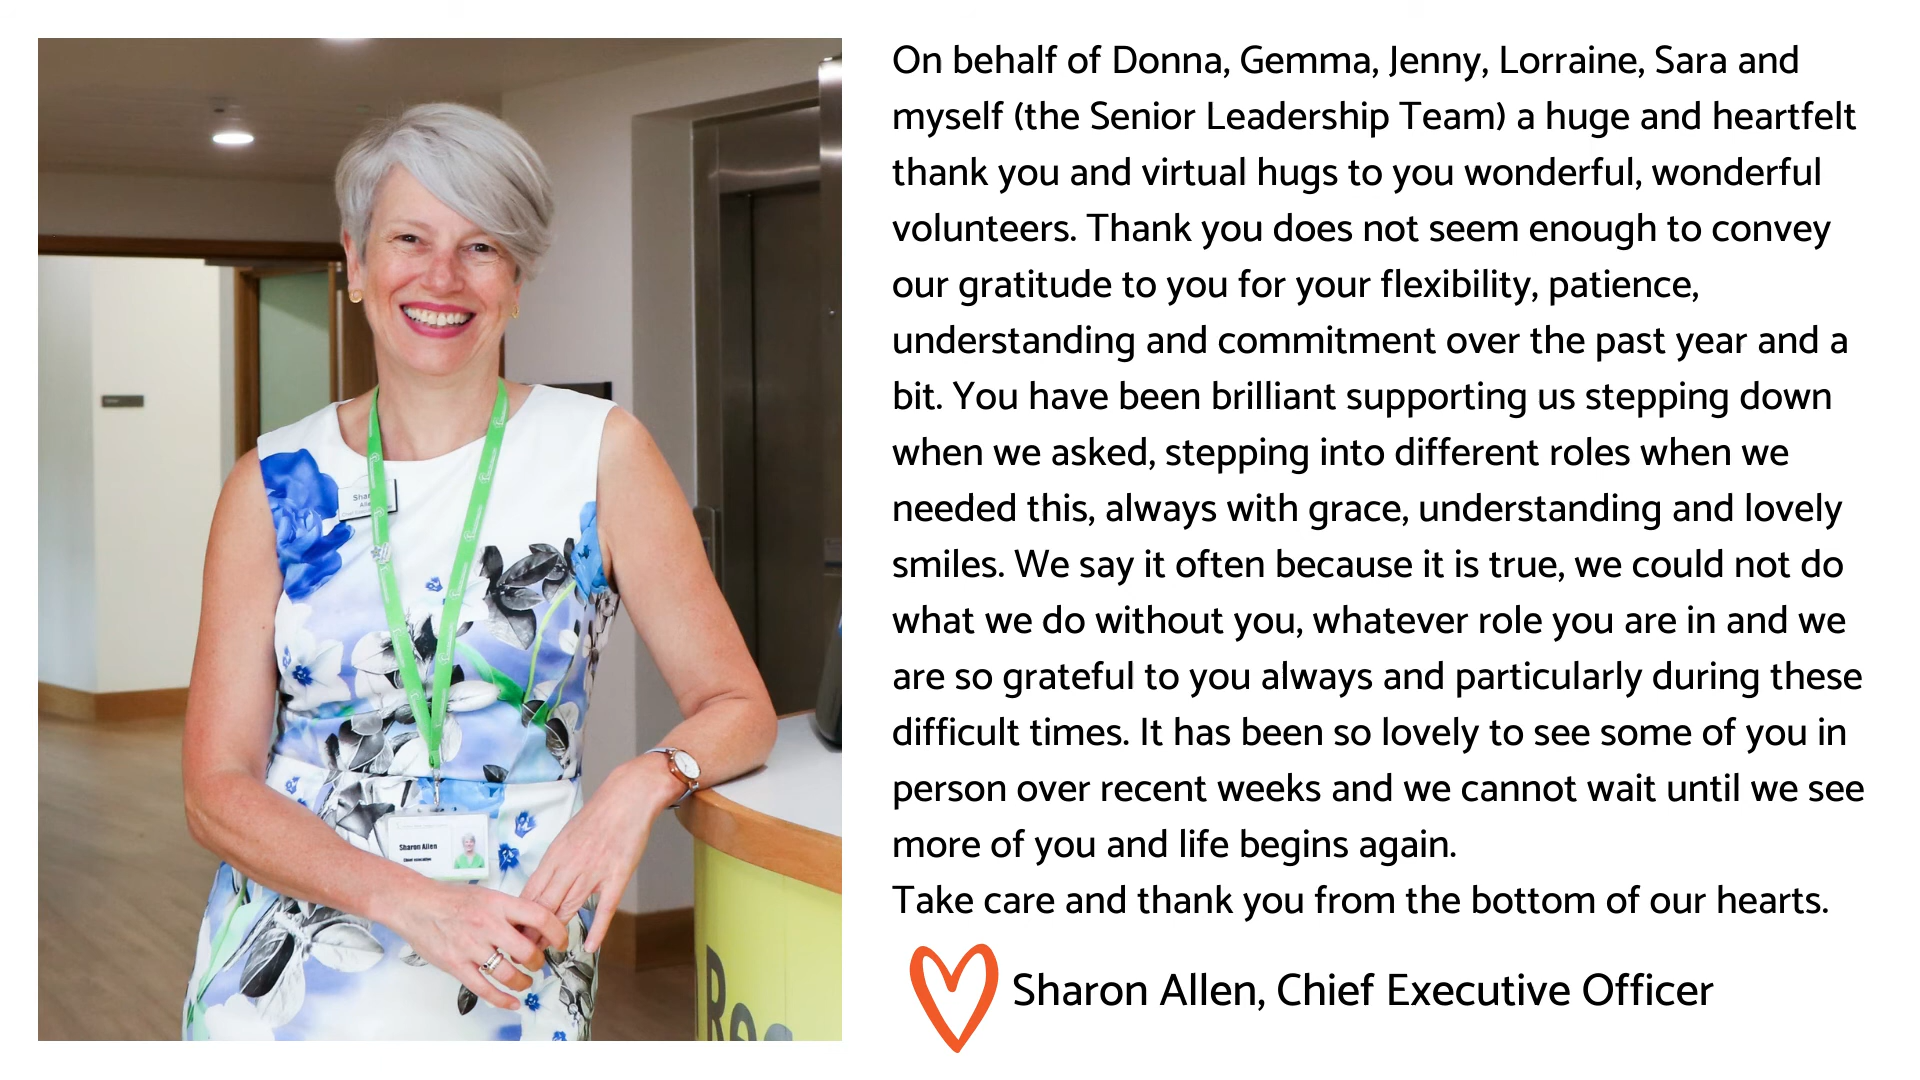 On behalf of Donna, Gemma, Jenny, Lorraine, Sara and
myself (the Senior Leadership Team) a huge and heartfelt
thank you and virtual hugs to you wonderful, wonderful
volunteers. Thank you does not seem enough to convey
our gratitude to you for your flexibility, patience,
understanding and commitment over the past year and a
bit. You have been brilliant supporting us stepping down
when we asked, stepping into different roles when we
needed this, always with grace, understanding and lovely
smiles. We say it often because it is true, we could not do
what we do without you, whatever role you are in and we
are so grateful to you always and particularly during these
difficult times. It has been so lovely to see some of you in
person over recent weeks and we cannot wait until we see
more of you and life begins again.
Take care and thank you from the bottom of our hearts.
Sharon Allen, Chief Executive Officer
Sharon Allen
Chief executive